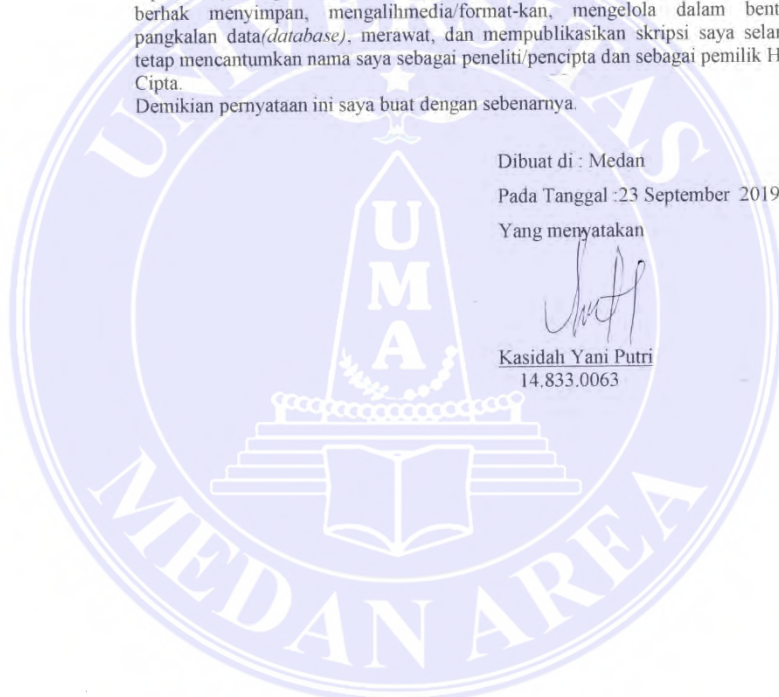 berhak menyimpan, mengalihmedia/format-kan, mengelola dalam bent
pangkalan data(database), merawat, dan mempublikasikan skripsi saya sela
tetap mencantumkan nama saya sebagai peneliti/pencipta dan sebagai pemilik H
Cipta.
Demikian pernyataan ini saya buat dengan sebenarnya.
Dibuat di : Medan
Pada Tanggal :23 September 2019
Yang menyatakan
Kasidah Yani Putri
14.833.0063
UNIVERSITAS
UMA
MEDAN AREA